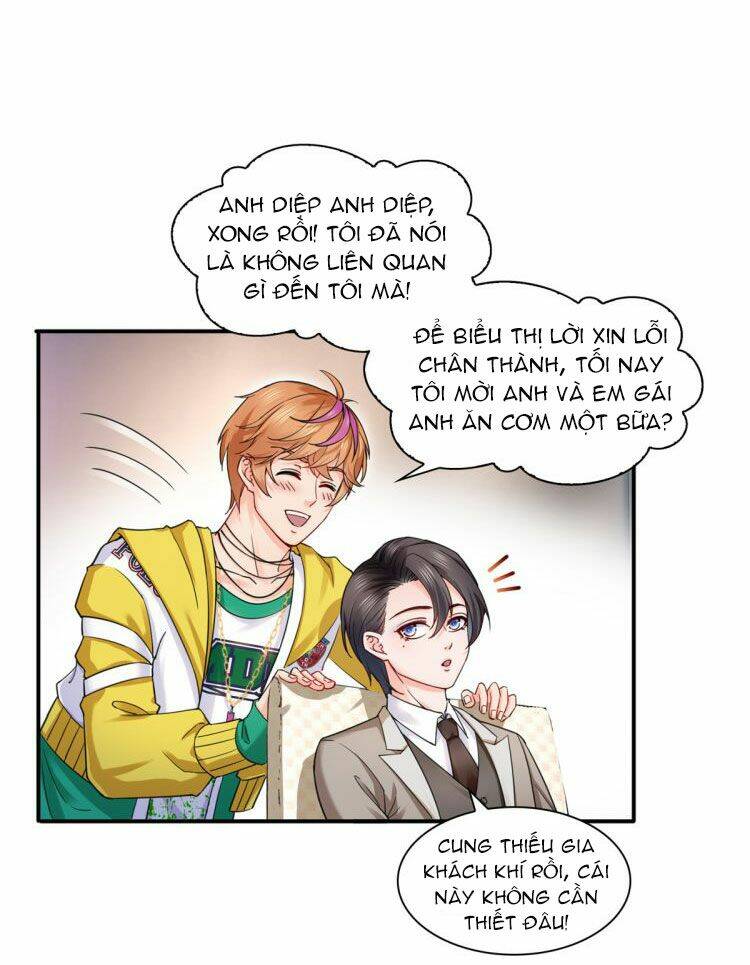 ANH DIỆP ANH DIỆP,
XONG RỒI! TÔI ĐÃ NÓI
LÀ KHÔNG LIÊN QUAN
GÌ ĐẾN TÔI MÀ!
ĐỂ BIỂU THỊ LỜI XIN LỖI
CHÂN THÀNH, TỐI NAY
TÔI MỜI ANH VÀ EM GÁI
ANH ĂN CƠM MỘT BỮA?
CUNG THIẾU GIA
KHÁCH KHÍ RỒI, CÁI
NÀY KHÔNG CẦN
THIẾT ĐÂU!